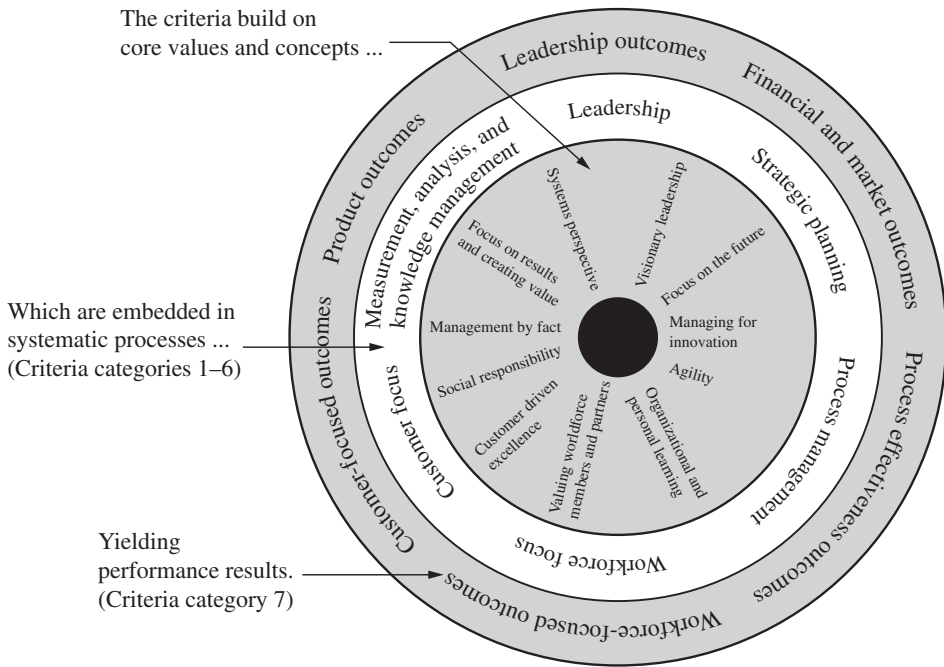 The criteria build on
core values and concepts ...
Which are embedded in
systematic processes ...
(Criteria categories 1–6)
Yielding
performance results.
(Criteria category 7)
Product outcomes
Leadership outcomes
Financial and market outcomes
Process effectiveness outcomes
Workforce-focused outcomes
Customer-focused outcomes
Measurement, analysis, and
knowledge management
Leadership
Strategic planning
Process management
Workforce focus
Customer focus
Systems perspective
Visionary leadership
Focus on the future
Managing for
innovation
Agility
Organizational and
personal learning
Valuing worldforce
members and partners
Customer driven
excellence
Social responsibility
Management by fact
Focus on results
and creating value